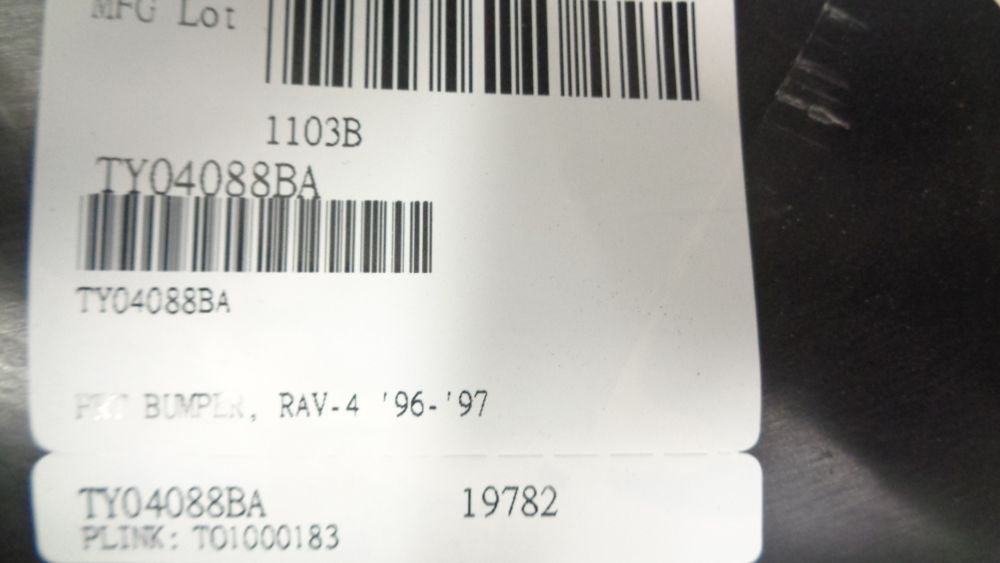 MFG Lot
1103B
TY04088BA
TY04088BA
BUMPER, RAV-4 '96-'97
TY04088BA 19782
PLINK: TO1000183